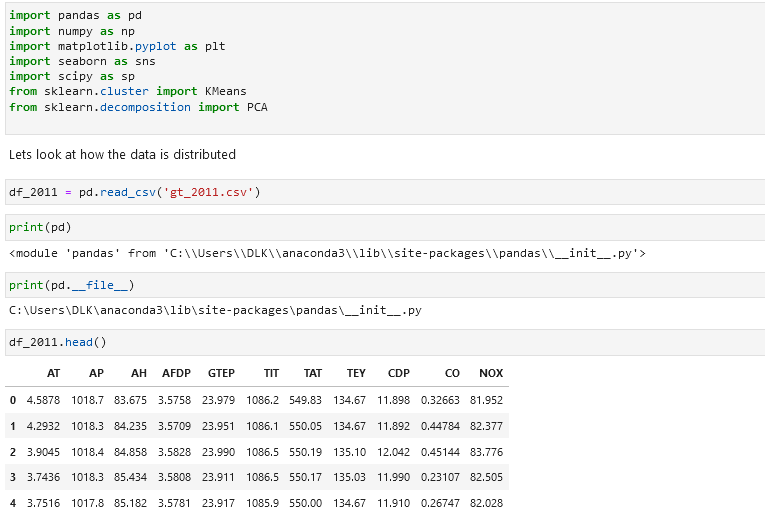 import pandas as pd
import numpy as np
import matplotlib.pyplot as plt
import seaborn as sns
import scipy as sp
from sklearn.cluster import KMeans
from sklearn.decomposition import PCA
Lets look at how the data is distributed
df_2011 = pd.read_csv('gt_2011.csv')
print(pd)
<module 'pandas' from 'C:\\Users\\DLK\\anaconda3\\lib\\site-packages\\pandas\\__init__.py'>
print(pd.__file__)
C:\Users\DLK\anaconda3\lib\site-packages\pandas\__init__.py
df_2011.head()
AT AP AH AFDP GTEP TIT TAT TEY CDP CO NOX
0 4.5878 1018.7 83.675 3.5758 23.979 1086.2 549.83 134.67 11.898 0.32663 81.952
1 4.2932 1018.3 84.235 3.5709 23.951 1086.1 550.05 134.67 11.892 0.44784 82.377
2 3.9045 1018.4 84.858 3.5828 23.990 1086.5 550.19 135.10 12.042 0.45144 83.776
3 3.7436 1018.3 85.434 3.5808 23.911 1086.5 550.17 135.03 11.990 0.23107 82.505
4 3.7516 1017.8 85.182 3.5781 23.917 1085.9 550.00 134.67 11.910 0.26747 82.028